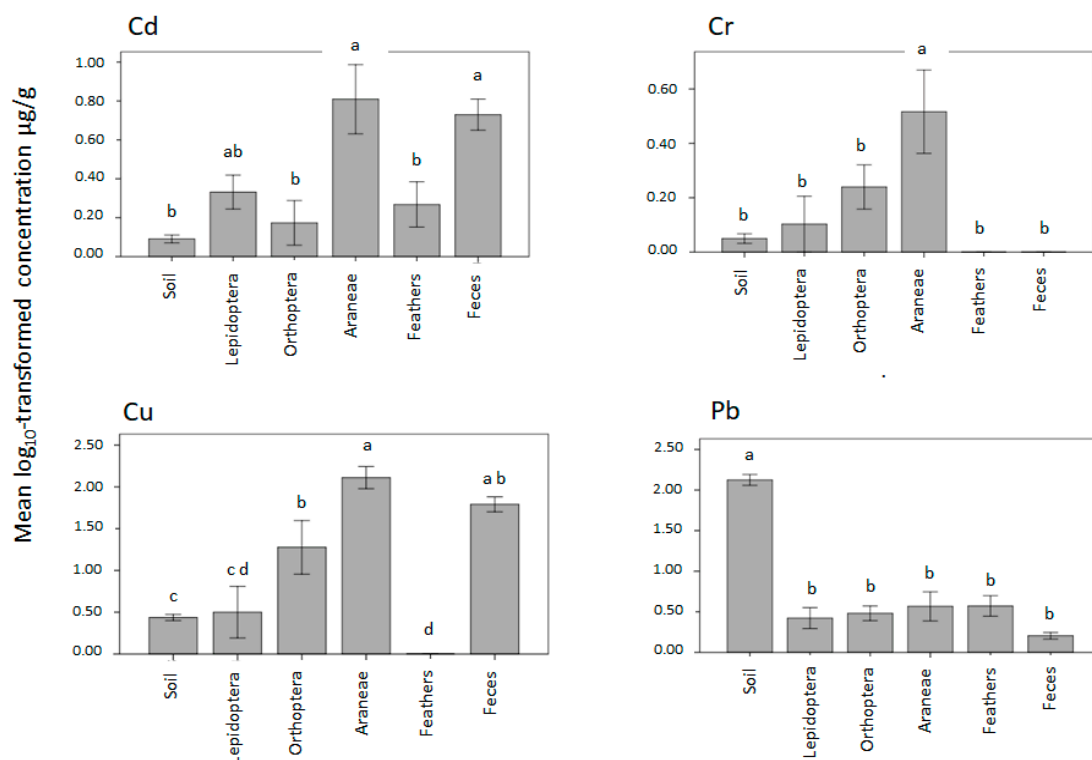 Mean log₁₀-transformed concentration µg/g
Cd
1.00
0.80
0.60
0.40
0.20
0.00
b
ab
b
a
b
a
Soil
Lepidoptera
Orthoptera
Araneae
Feathers
Feces
Cr
0.60
0.40
0.20
0.00
b
b
b
a
b
b
Soil
Lepidoptera
Orthoptera
Araneae
Feathers
Feces
Cu
2.50
2.00
1.50
1.00
0.50
0.00
c
c d
b
a
d
a b
Soil
Lepidoptera
Orthoptera
Araneae
Feathers
Feces
Pb
2.50
2.00
1.50
1.00
0.50
0.00
a
b
b
b
b
b
Soil
Lepidoptera
Orthoptera
Araneae
Feathers
Feces